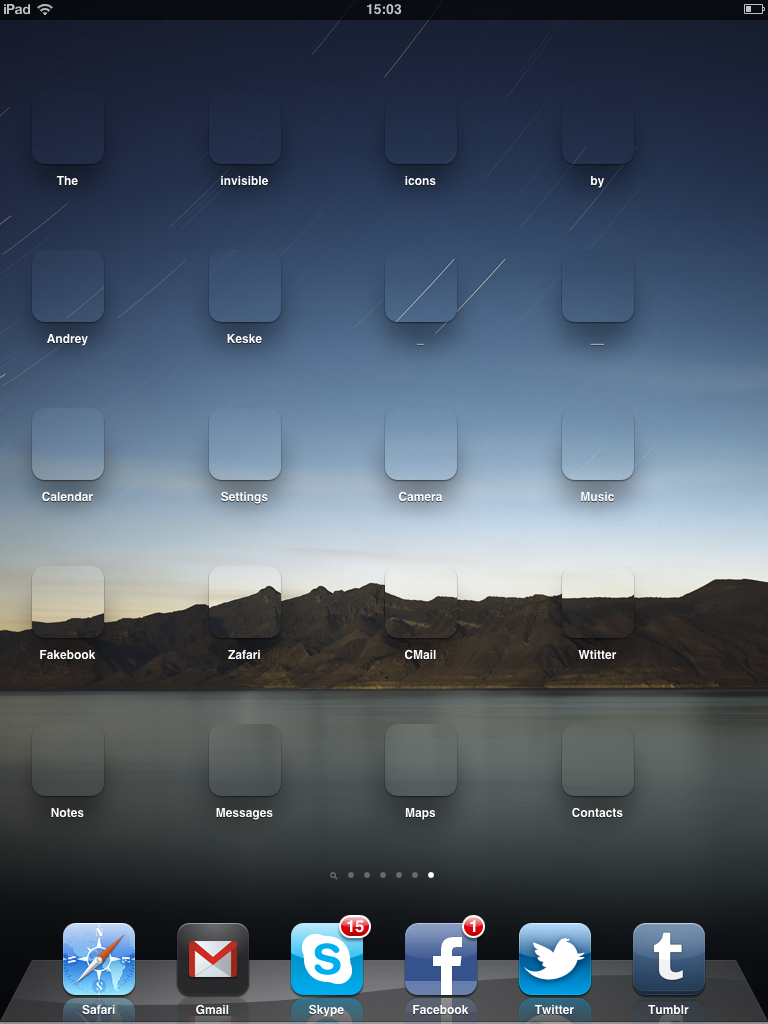 iPad 15:03
The invisible icons by
Andrey Keske _ __
Calendar Settings Camera Music
Fakebook Zafari CMail Wtitter
Notes Messages Maps Contacts
N
W E
S
15 1
Safari Gmail Skype Facebook Twitter Tumblr